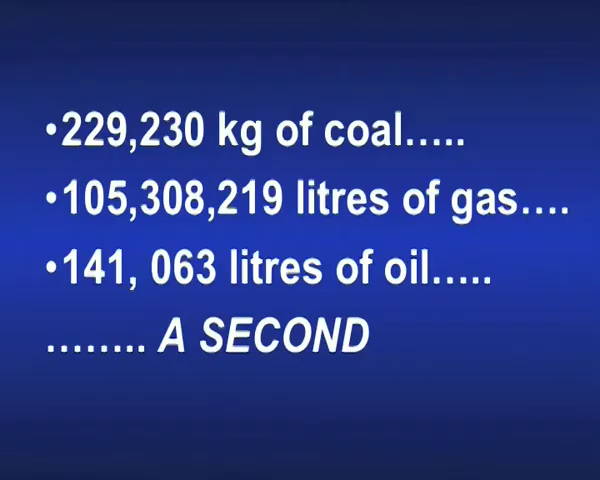 •229,230 kg of coal.....
•105,308,219 litres of gas....
•141, 063 litres of oil.....
........ A SECOND